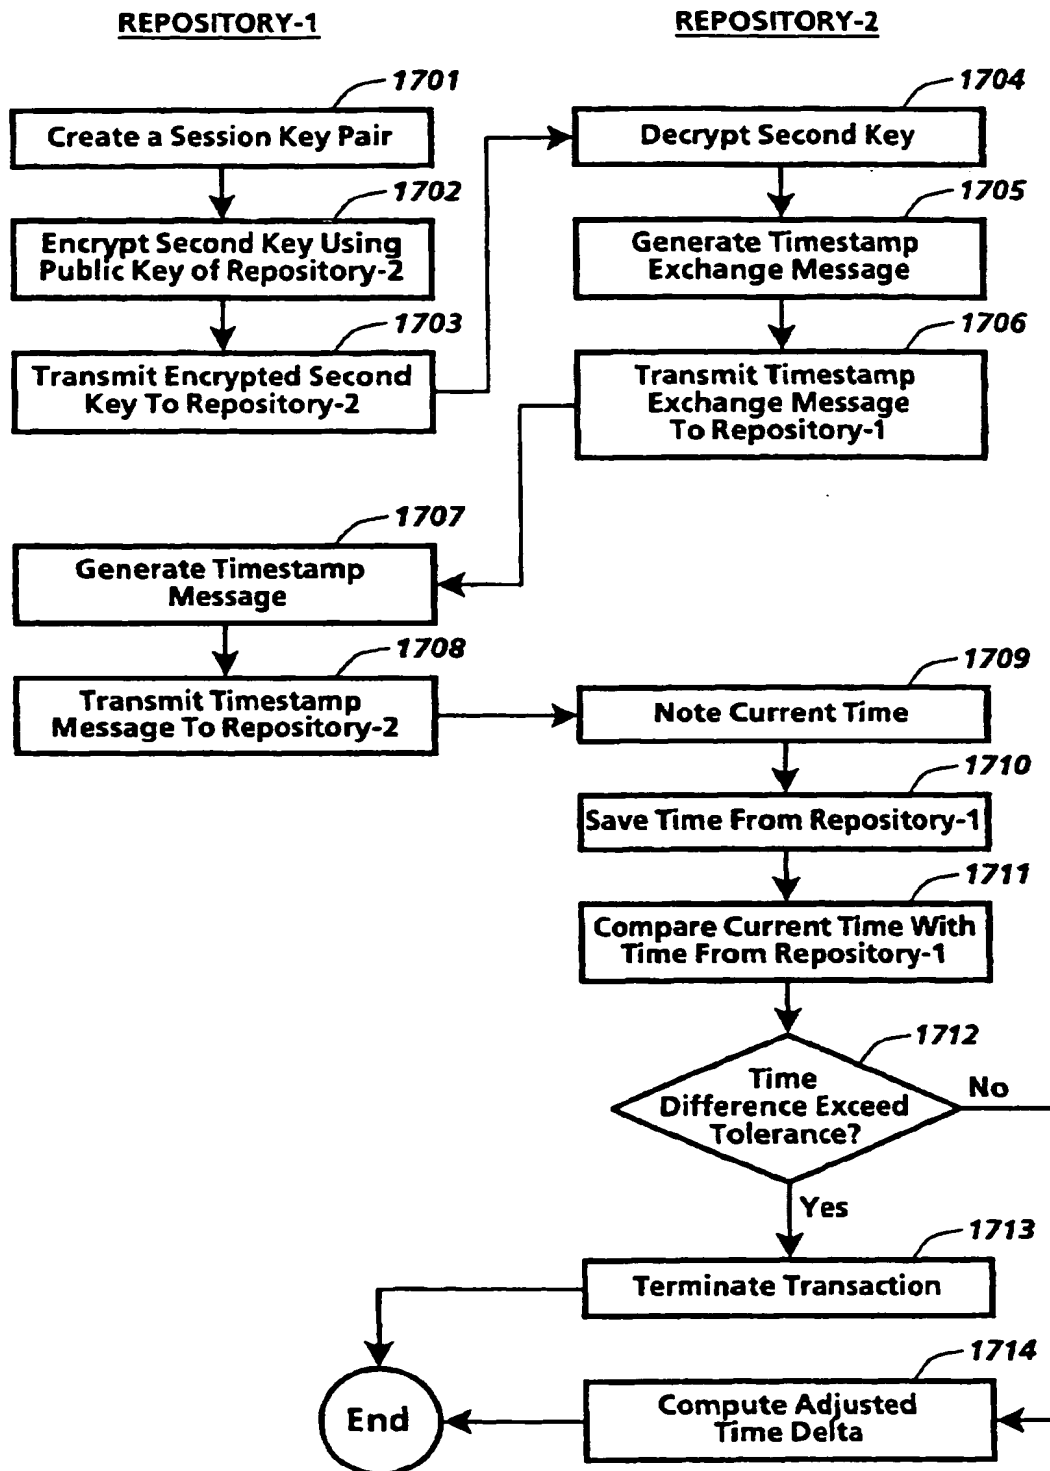 REPOSITORY-1
REPOSITORY-2
1701
Create a Session Key Pair
1702
Encrypt Second Key Using
Public Key of Repository-2
1703
Transmit Encrypted Second
Key To Repository-2
1704
Decrypt Second Key
1705
Generate Timestamp
Exchange Message
1706
Transmit Timestamp
Exchange Message
To Repository-1
1707
Generate Timestamp
Message
1708
Transmit Timestamp
Message To Repository-2
1709
Note Current Time
1710
Save Time From Repository-1
1711
Compare Current Time With
Time From Repository-1
1712
Time
Difference Exceed
Tolerance?
No
Yes
1713
Terminate Transaction
1714
Compute Adjusted
Time Delta
End